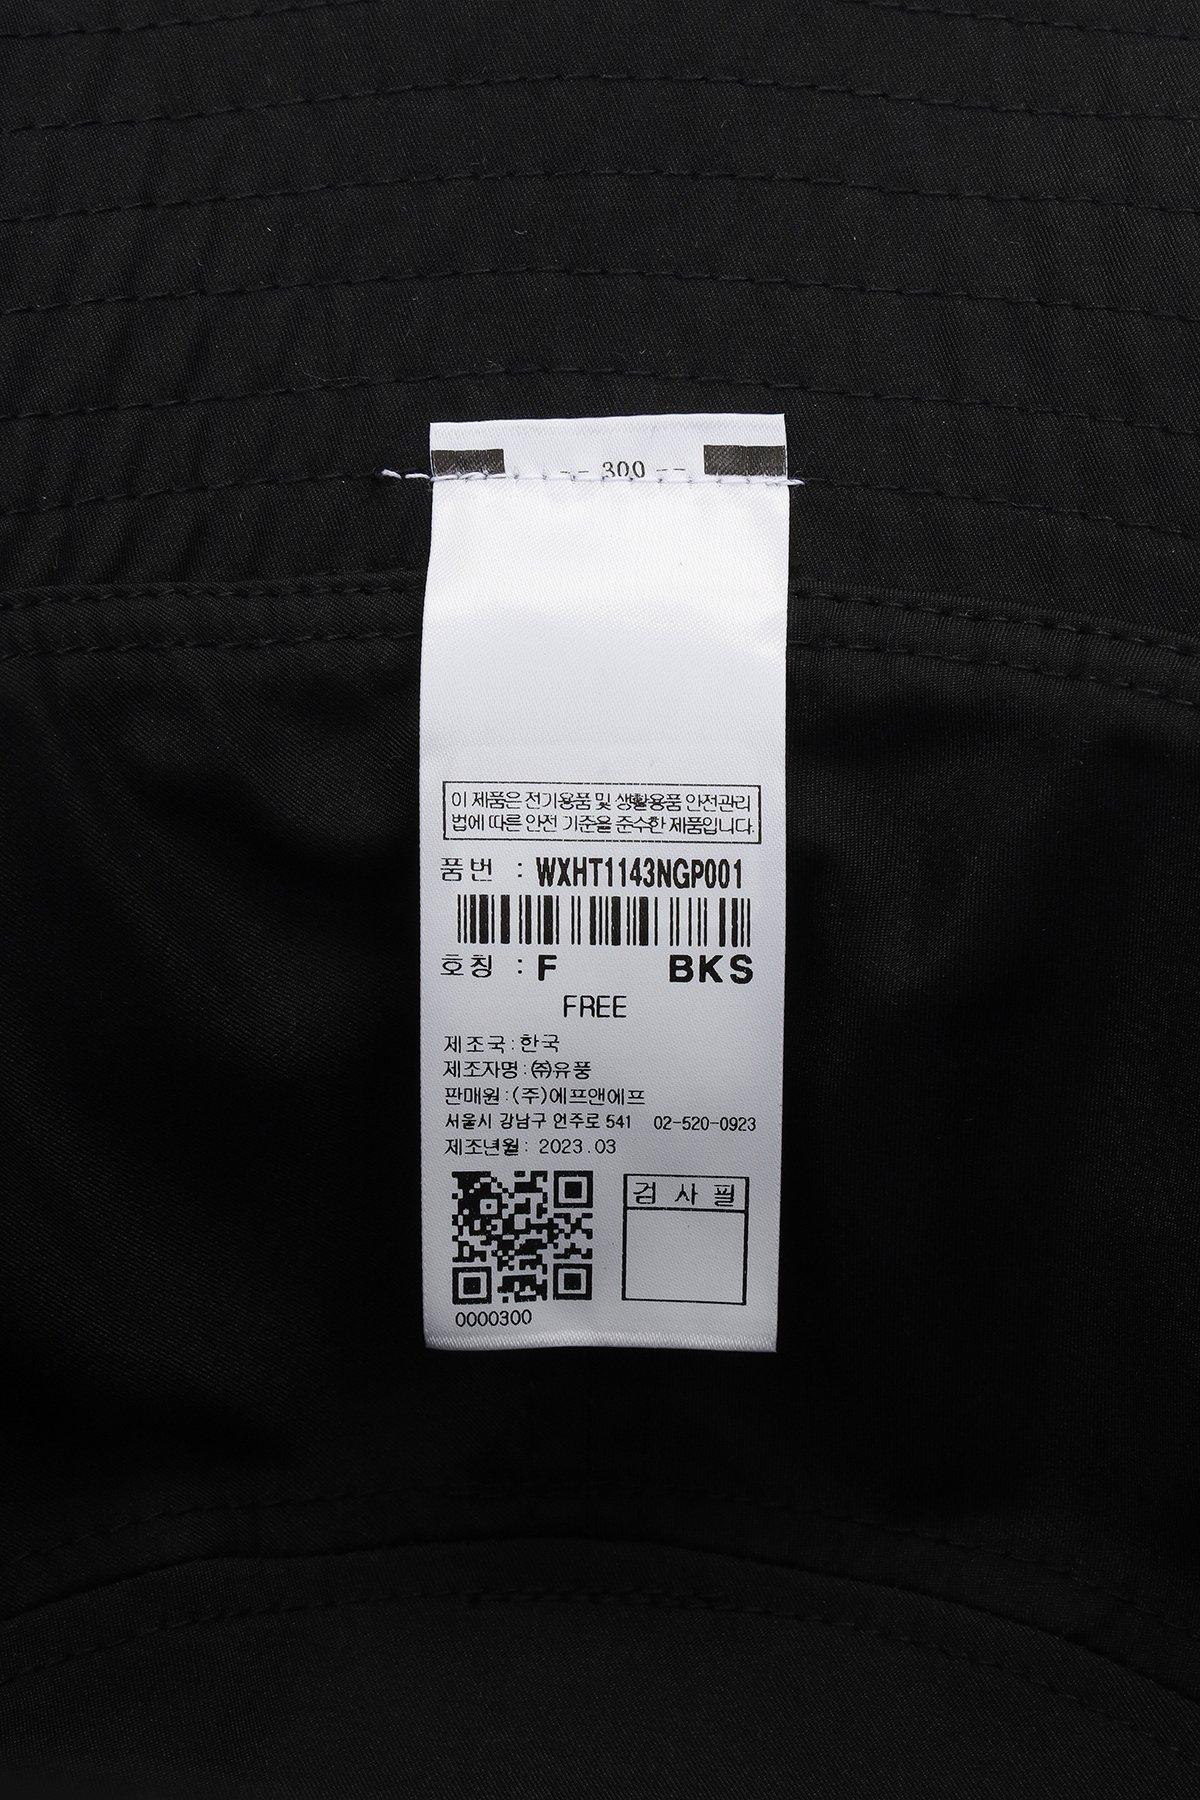 -- 300 --
이 제품은 전기용품 및 생활용품 안전관리
법에 따른 안전 기준을 준수한 제품입니다.
품번 : WXHT1143NGP001
호칭 : F BKS
FREE
제조국:한국
제조자명:㈜유풍
판매원:(주)에프앤에프
서울시 강남구 언주로 541 02-520-0923
제조년월: 2023.03
검사필
0000300